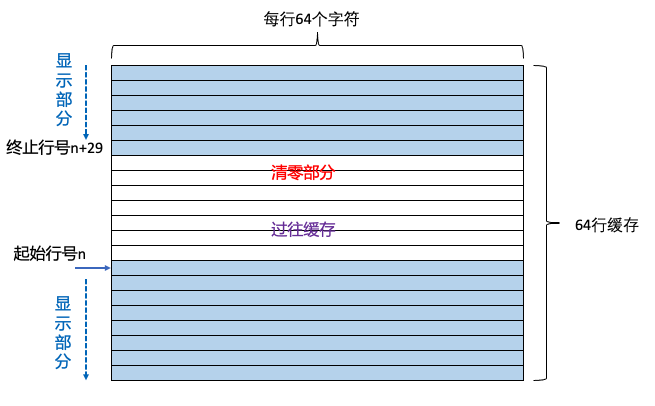 每行64个字符
显示部分
终止行号n+29
清零部分
过往缓存
64行缓存
起始行号n
显示部分